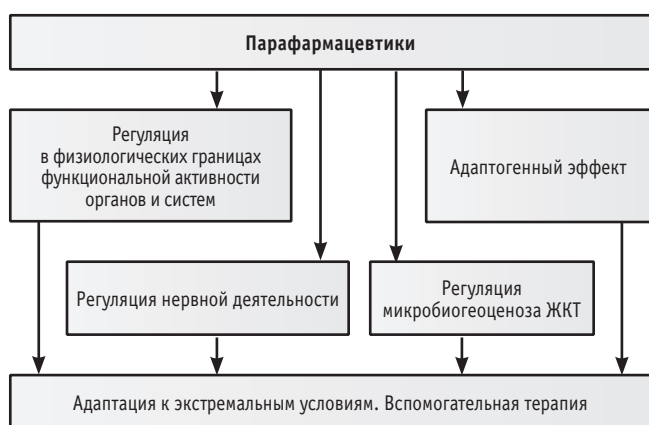 Парафармацевтики
Регуляция
в физиологических границах
функциональной активности
органов и систем
Адаптогенный эффект
Регуляция нервной деятельности
Регуляция
микробиогеоценоза ЖКТ
Адаптация к экстремальным условиям. Вспомогательная терапия